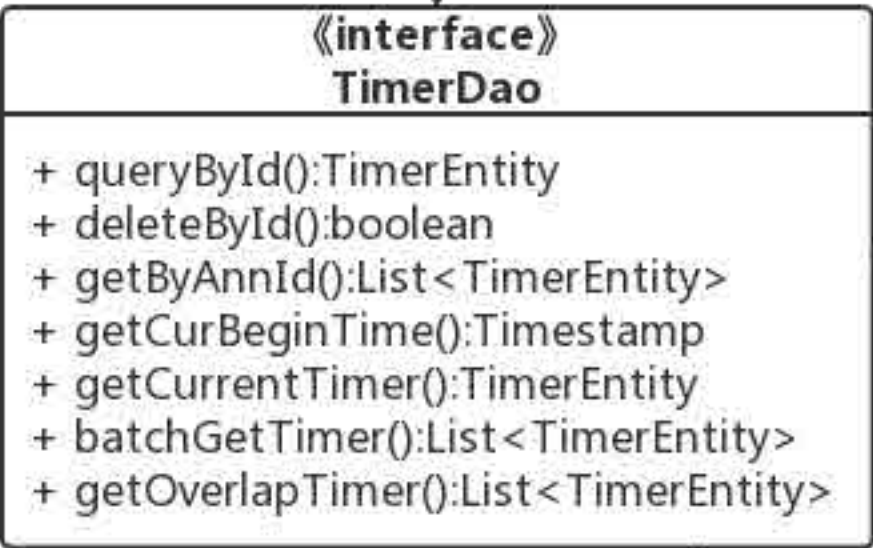 《interface》
TimerDao
+ queryById():TimerEntity
+ deleteById():boolean
+ getByAnnId():List<TimerEntity>
+ getCurBeginTime():Timestamp
+ getCurrentTimer():TimerEntity
+ batchGetTimer():List<TimerEntity>
+ getOverlapTimer():List<TimerEntity>